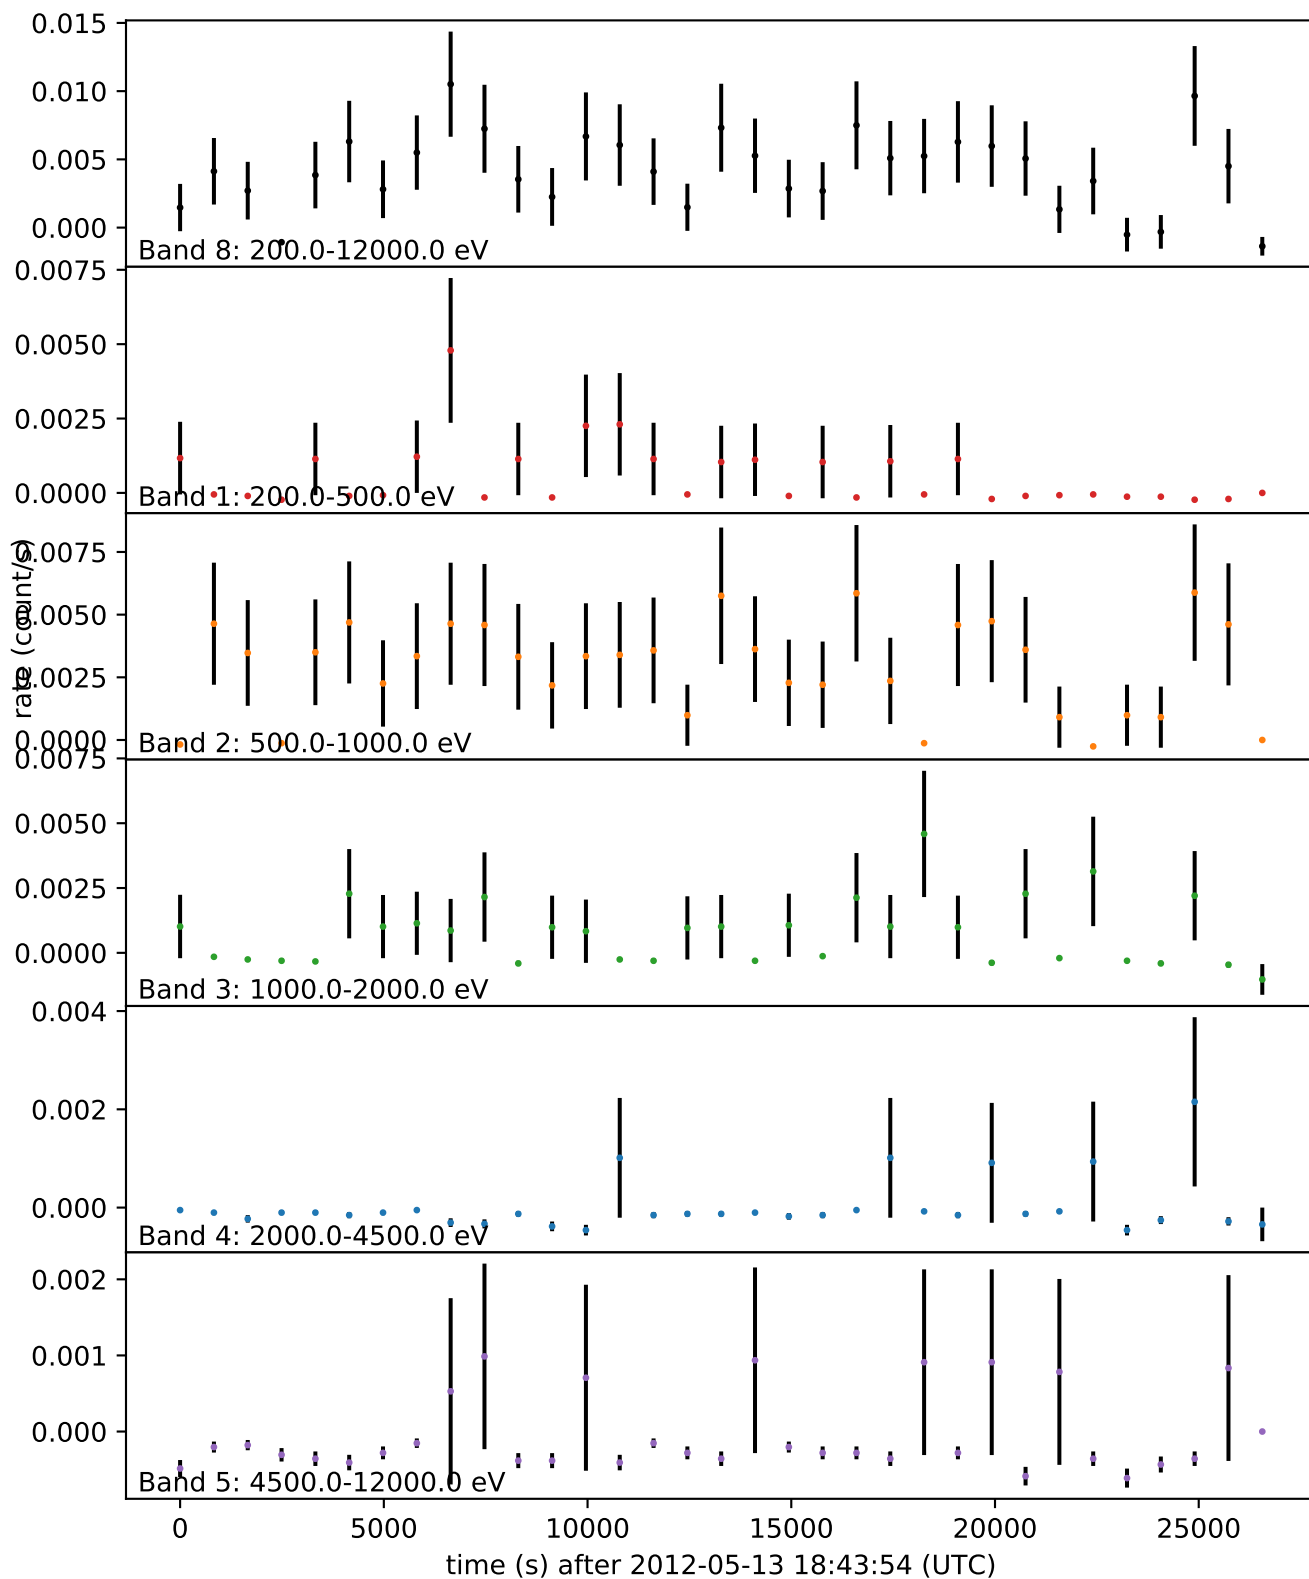 0.015
0.010
0.005
0.000
Band 8: 200.0-12000.0 eV
0.0075
0.0050
0.0025
0.0000
Band 1: 200.0-500.0 eV
rate (count/s)
0.0075
0.0050
0.0025
0.0000
Band 2: 500.0-1000.0 eV
0.0075
0.0050
0.0025
0.0000
Band 3: 1000.0-2000.0 eV
0.004
0.002
0.000
Band 4: 2000.0-4500.0 eV
0.002
0.001
0.000
Band 5: 4500.0-12000.0 eV
0 5000 10000 15000 20000 25000
time (s) after 2012-05-13 18:43:54 (UTC)